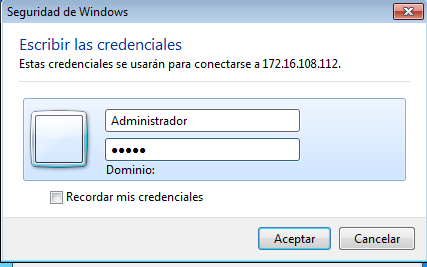 Seguridad de Windows
Escribir las credenciales
Estas credenciales se usarán para conectarse a 172.16.108.112.
Administrador
●●●●●
Dominio:
Recordar mis credenciales
Aceptar
Cancelar